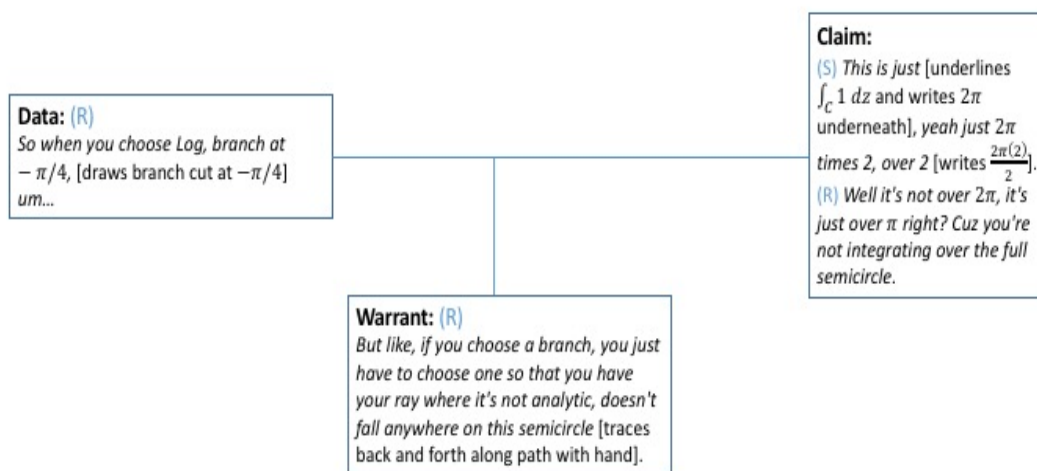 Data: (R)
So when you choose Log, branch at
− π/4, [draws branch cut at −π/4]
um...
Claim:
(S) This is just [underlines
∫_C 1 dz and writes 2π
underneath], yeah just 2π
times 2, over 2 [writes 2π(2)/2].
(R) Well it's not over 2π, it's
just over π right? Cuz you're
not integrating over the full
semicircle.
Warrant: (R)
But like, if you choose a branch, you just
have to choose one so that you have
your ray where it's not analytic, doesn't
fall anywhere on this semicircle [traces
back and forth along path with hand].